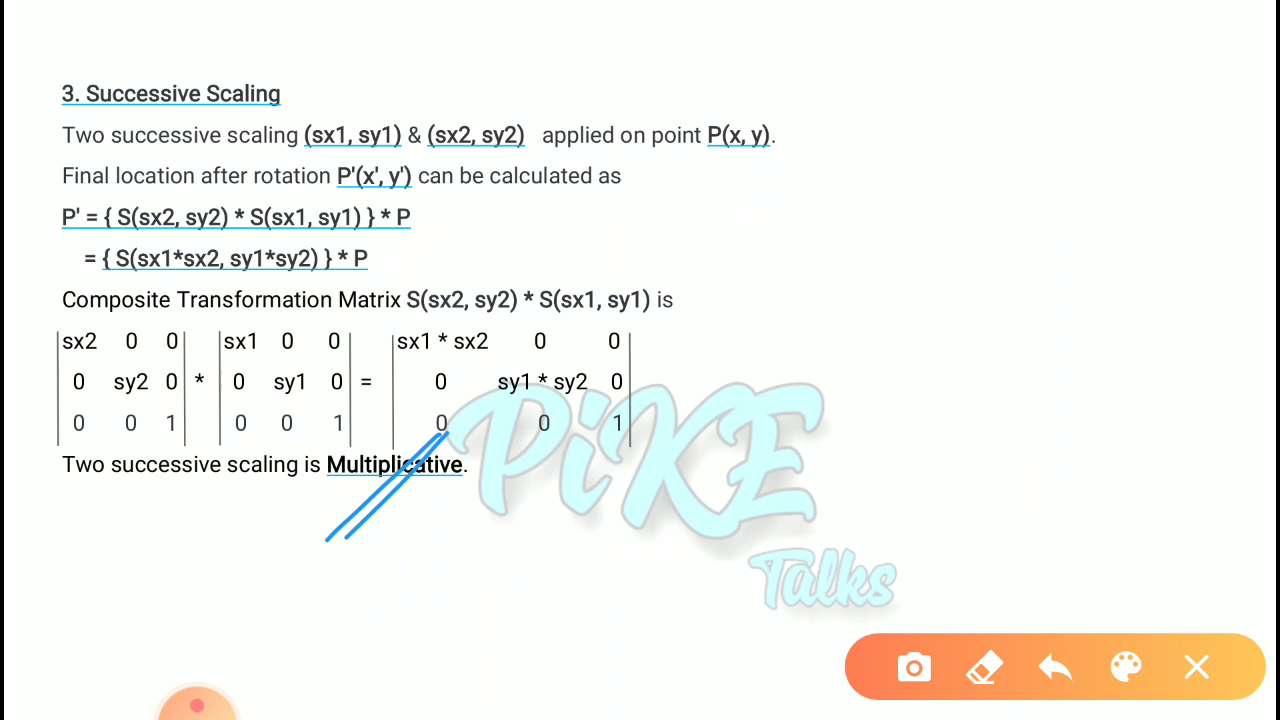 3. Successive Scaling
Two successive scaling (sx1, sy1) & (sx2, sy2) applied on point P(x, y).
Final location after rotation P'(x', y') can be calculated as
P' = { S(sx2, sy2) * S(sx1, sy1) } * P
= { S(sx1*sx2, sy1*sy2) } * P
Composite Transformation Matrix S(sx2, sy2) * S(sx1, sy1) is
sx2 0 0 sx1 0 0 sx1 * sx2 0 0
0 sy2 0 * 0 sy1 0 = 0 sy1 * sy2 0
0 0 1 0 0 1 0 0 1
Two successive scaling is Multiplicative.
PiKE
Talks